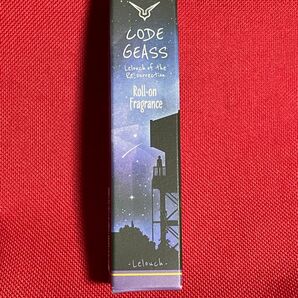 CODE
GEASS
Lelouch of the
Re;surrection
Roll-on
Fragrance
-Lelouch-